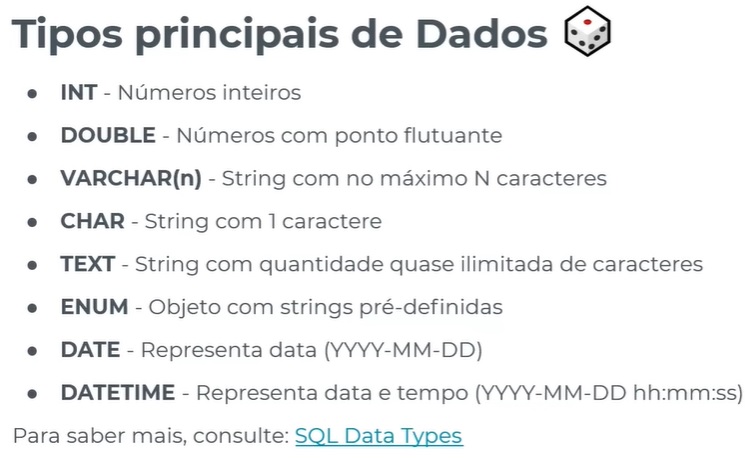 Tipos principais de Dados
• INT - Números inteiros
• DOUBLE - Números com ponto flutuante
• VARCHAR(n) - String com no máximo N caracteres
• CHAR - String com 1 caractere
• TEXT - String com quantidade quase ilimitada de caracteres
• ENUM - Objeto com strings pré-definidas
• DATE - Representa data (YYYY-MM-DD)
• DATETIME - Representa data e tempo (YYYY-MM-DD hh:mm:ss)
Para saber mais, consulte: SQL Data Types